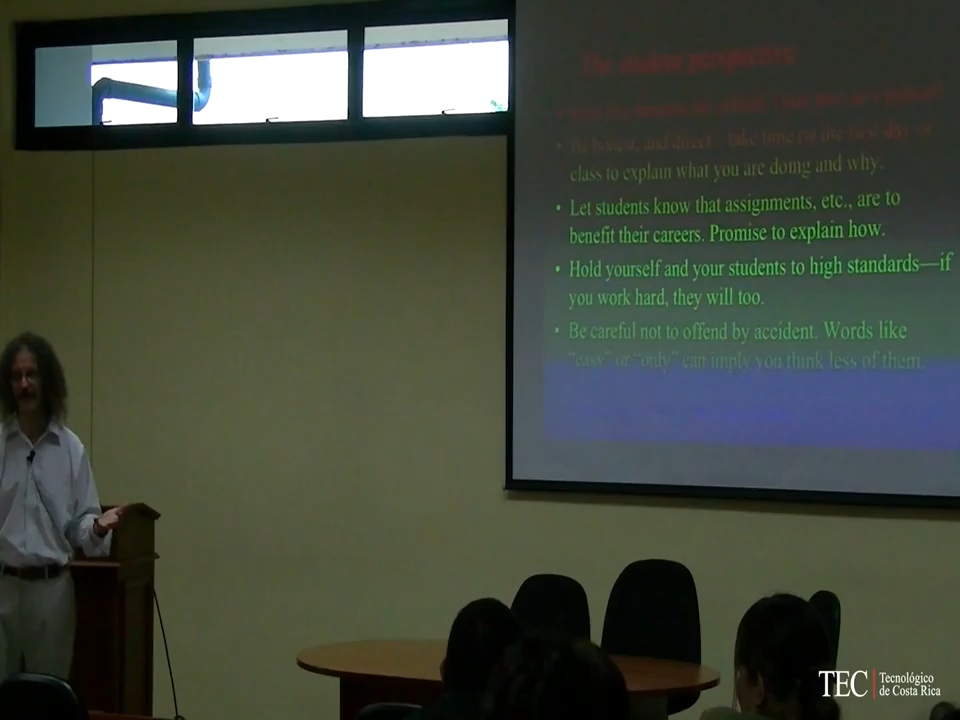 The student perspective
• Be honest, and direct—take time on the first day of
class to explain what you are doing and why.
• Let students know that assignments, etc., are to
benefit their careers. Promise to explain how.
• Hold yourself and your students to high standards—if
you work hard, they will too.
• Be careful not to offend by accident. Words like
“easy” or “only” can imply you think less of them.
TEC | Tecnológico
de Costa Rica